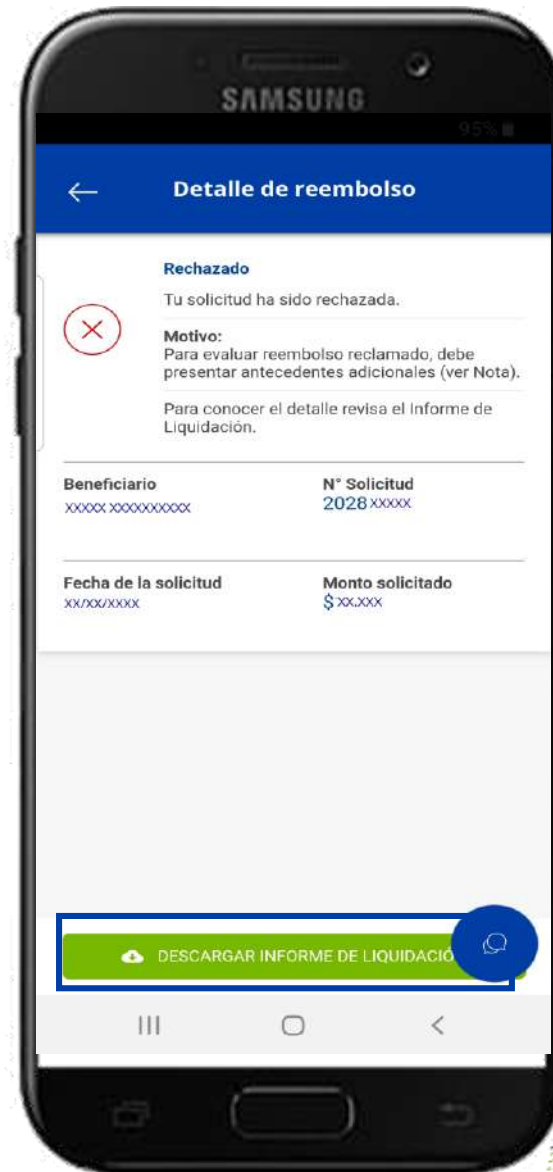 SAMSUNG
95%
Detalle de reembolso
Rechazado
Tu solicitud ha sido rechazada.
Motivo:
Para evaluar reembolso reclamado, debe
presentar antecedentes adicionales (ver Nota).
Para conocer el detalle revisa el Informe de
Liquidación.
Beneficiario
XXXXX XXXXXXXXXX
N° Solicitud
2028 XXXXX
Fecha de la solicitud
XX/XX/XXXX
Monto solicitado
$ XX.XXX
DESCARGAR INFORME DE LIQUIDACIÓ